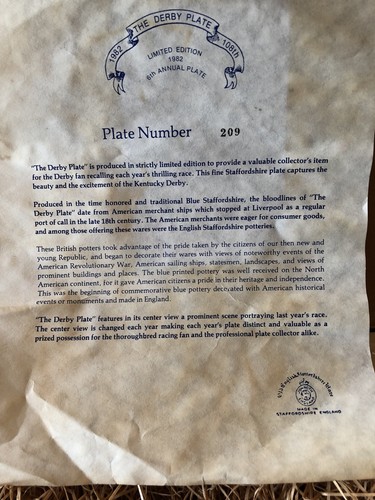 THE DERBY PLATE
1982
108th
LIMITED EDITION
1982
8th ANNUAL PLATE
Plate Number 209
"The Derby Plate" is produced in strictly limited edition to provide a valuable collector's item
for the Derby fan recalling each year's thrilling race. This fine Staffordshire plate captures the
beauty and the excitement of the Kentucky Derby.
Produced in the time honored and traditional Blue Staffordshire, the bloodlines of "The
Derby Plate" date from American merchant ships which stopped at Liverpool as a regular
port of call in the late 18th century. The American merchants were eager for consumer goods,
and among those offering these wares were the English Staffordshire potteries.
These British potters took advantage of the pride taken by the citizens of our then new and
young Republic, and began to decorate their wares with views of noteworthy events of the
American Revolutionary War, American sailing ships, statesmen, landscapes, and views of
prominent buildings and places. The blue printed pottery was well received on the North
American continent, for it gave American citizens a pride in their heritage and independence.
This was the beginning of commemorative blue pottery decorated with American historical
events or monuments and made in England.
"The Derby Plate" features in its center view a prominent scene portraying last year's race.
The center view is changed each year making each year's plate distinct and valuable as a
prized possession for the thoroughbred racing fan and the professional plate collector alike.
Old English Staffordshire Ware
MADE IN
STAFFORDSHIRE ENGLAND